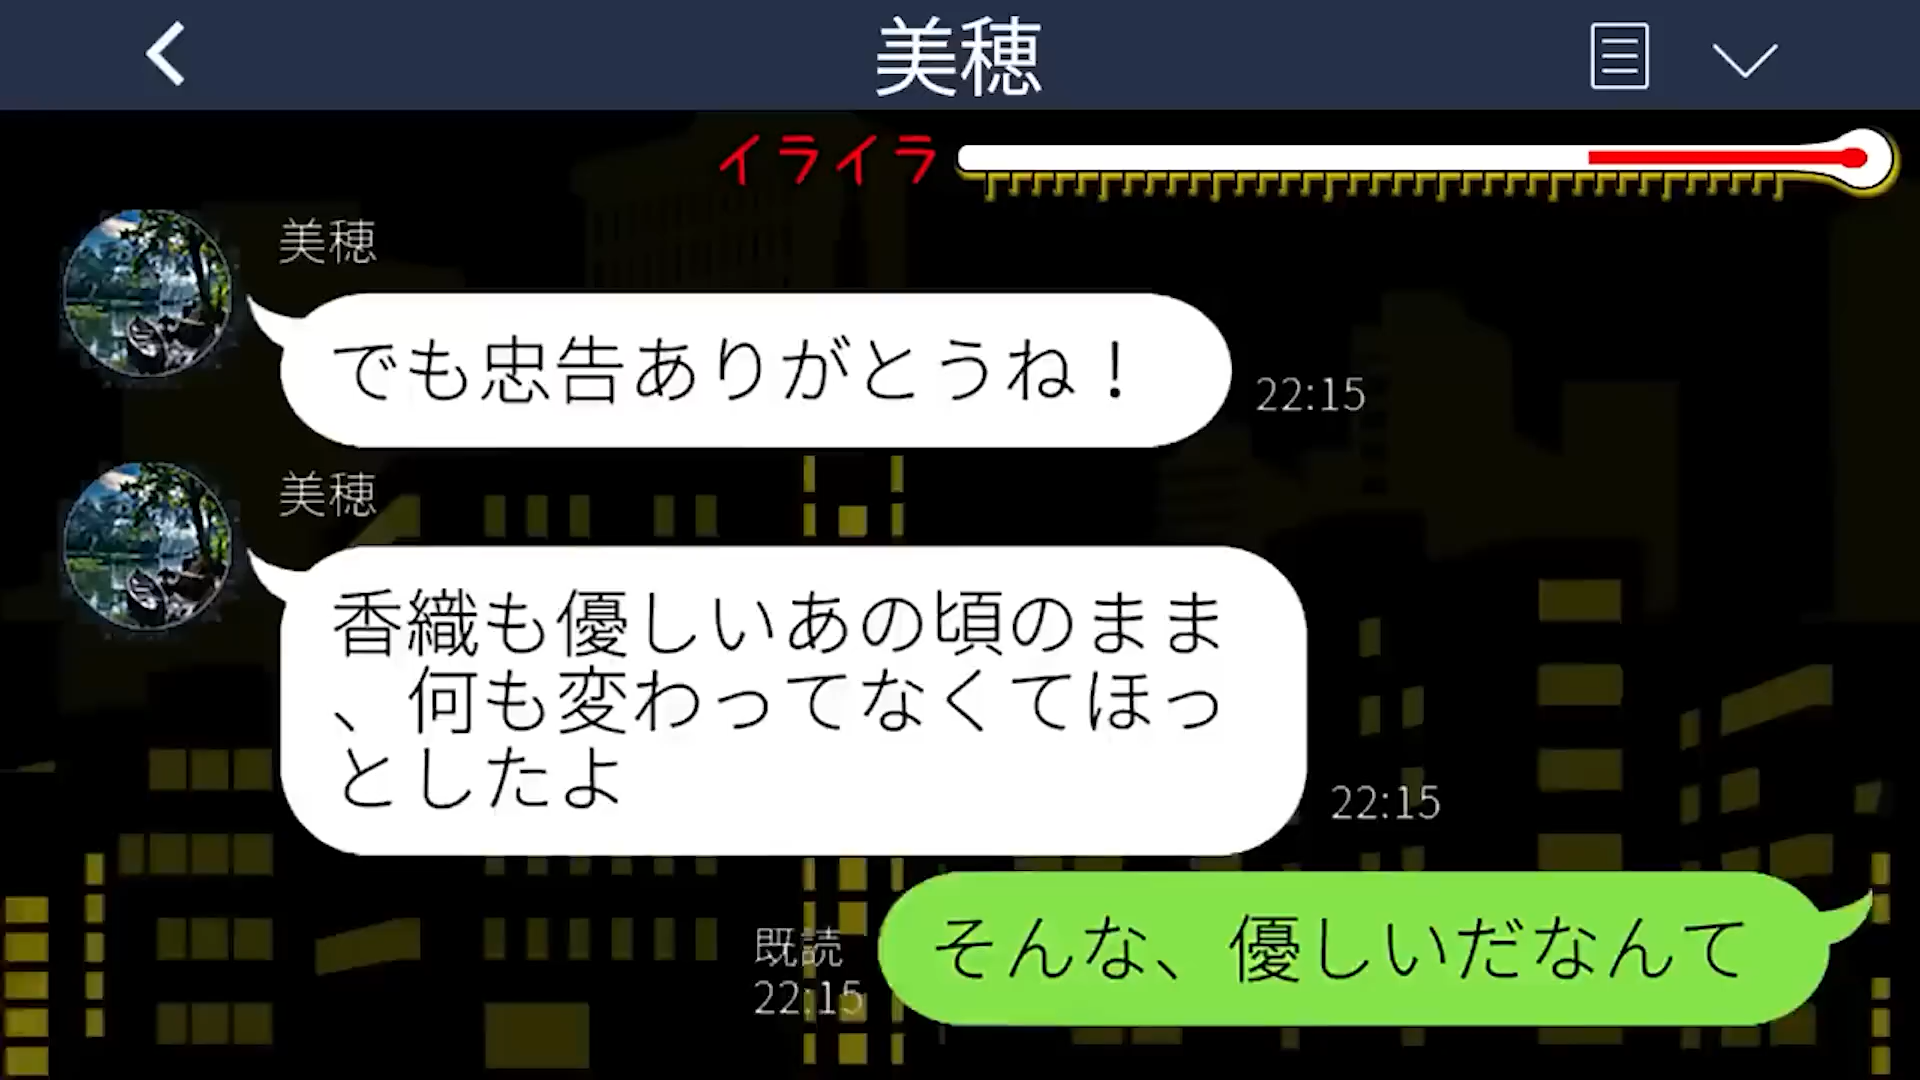 美穂
イライラ
美穂
でも忠告ありがとうね！
22:15
美穂
香織も優しいあの頃のまま
、何も変わってなくてほっ
としたよ
22:15
そんな、優しいだなんて
既読
22:15